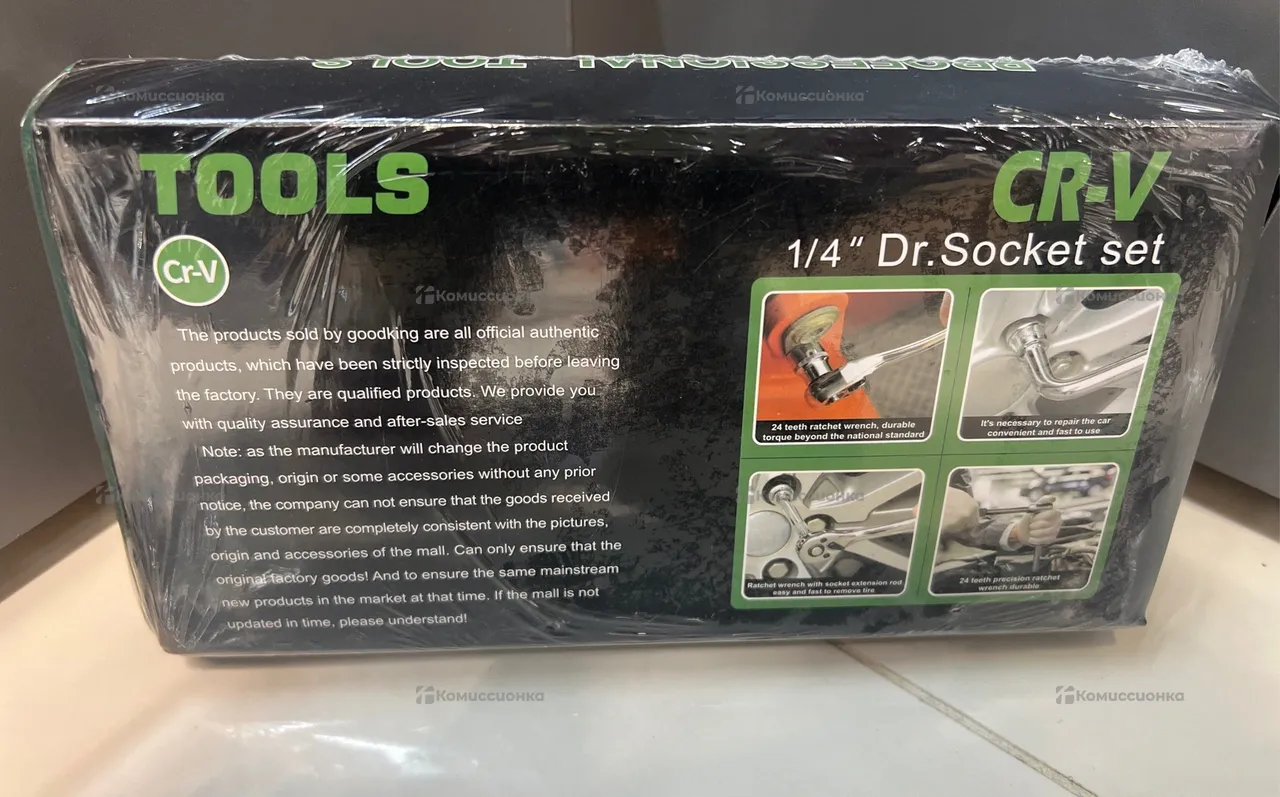 PROFESSIONAL TOOLS
TOOLS
CR-V
1/4“ Dr.Socket set
Cr-V
The products sold by goodking are all official authentic
products, which have been strictly inspected before leaving
the factory. They are qualified products. We provide you
with quality assurance and after-sales service
Note: as the manufacturer will change the product
packaging, origin or some accessories without any prior
notice, the company can not ensure that the goods received
by the customer are completely consistent with the pictures,
origin and accessories of the mall. Can only ensure that the
original factory goods! And to ensure the same mainstream
new products in the market at that time. If the mall is not
updated in time, please understand!
24 teeth ratchet wrench, durable
torque beyond the national standard
It's necessary to repair the car
convenient and fast to use
Ratchet wrench with socket extension rod
easy and fast to remove tire
24 teeth precision ratchet
wrench durable
Комиссионка
Комиссионка
Комиссионка
Комиссионка
Комиссионка
Комиссионка
Комиссионка
Комиссионка